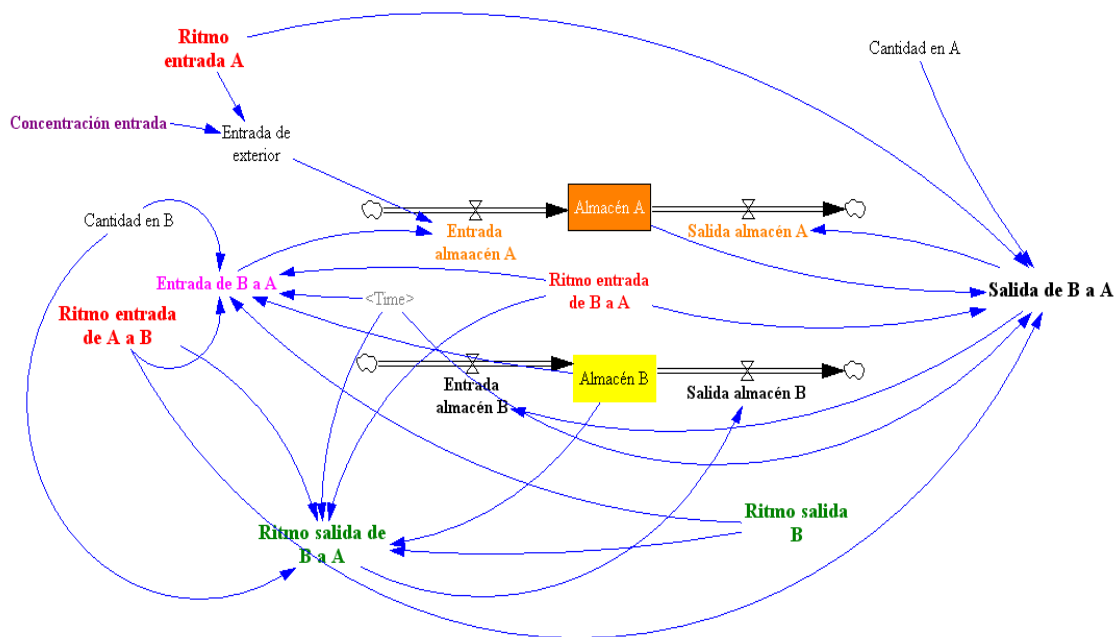 Ritmo
entrada A
Cantidad en A
Concentración entrada
Entrada de
exterior
Almacén A
Cantidad en B
Entrada
almaacén A
Salida almacén A
Entrada de B a A
<Time>
Ritmo entrada
de B a A
Salida de B a A
Ritmo entrada
de A a B
Almacén B
Entrada
almacén B
Salida almacén B
Ritmo salida
B
Ritmo salida de
B a A